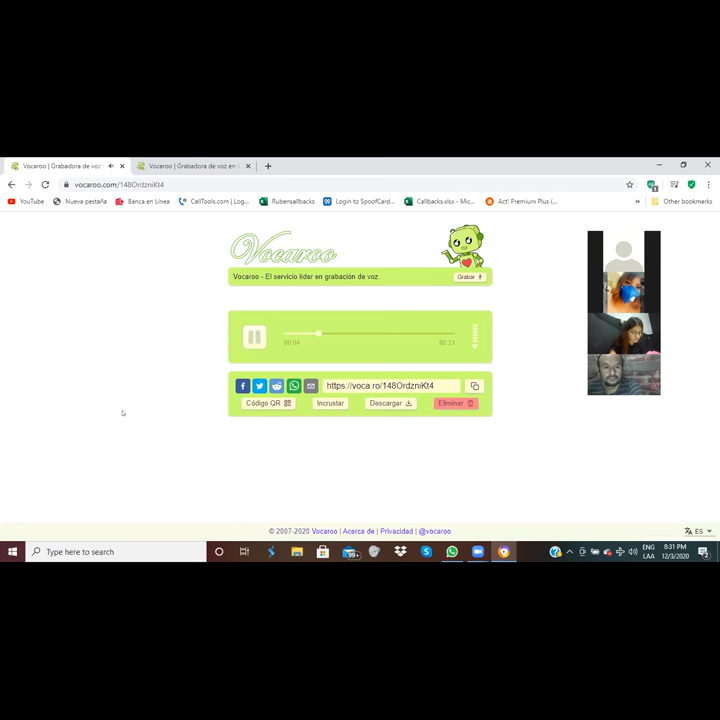 Vocaroo | Grabadora de voz
Vocaroo | Grabadora de voz en
vocaroo.com/148OrdzniKt4
YouTube
Nueva pestaña
Banca en Línea
CallTools.com | Log...
Rubensallbacks
Login to SpoofCard...
Callbacks.xlsx - Mic...
Act! Premium Plus (...
»
Other bookmarks
Vocaroo
Vocaroo - El servicio líder en grabación de voz
Grabar
00:04
00:21
https://voca.ro/148OrdzniKt4
Código QR
Incrustar
Descargar
Eliminar
© 2007-2020 Vocaroo | Acerca de | Privacidad | @vocaroo
ES
Type here to search
99+
ENG
LAA
8:31 PM
12/3/2020
2